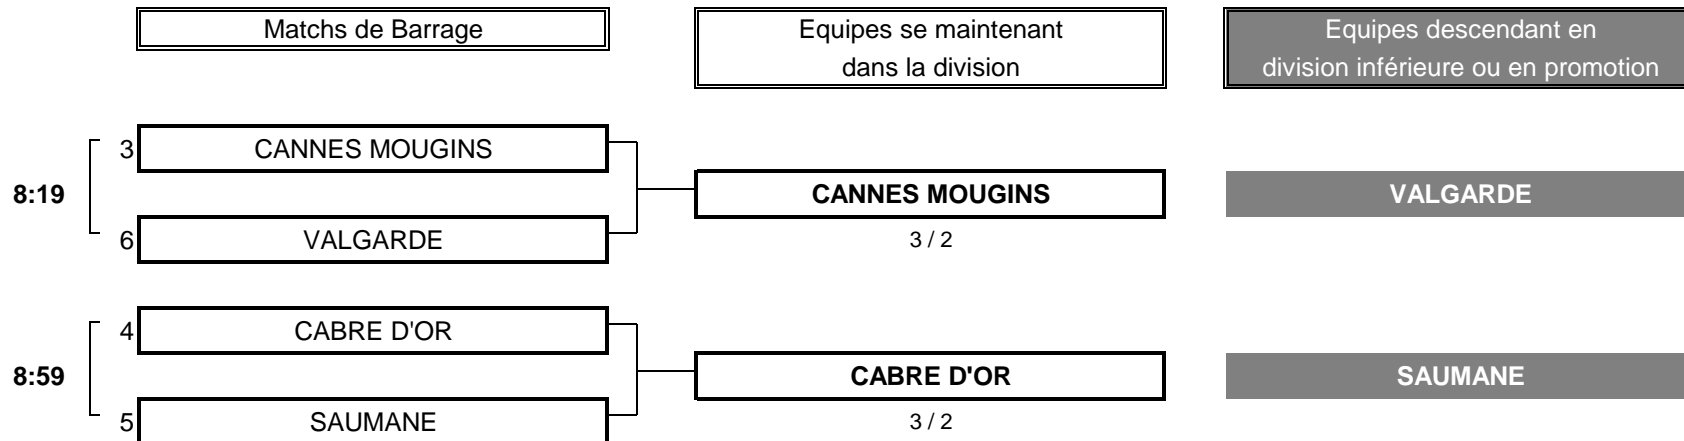 Matchs de Barrage
Equipes se maintenant
dans la division
Equipes descendant en
division inférieure ou en promotion
3 CANNES MOUGINS
8:19 CANNES MOUGINS VALGARDE
6 VALGARDE 3 / 2
4 CABRE D'OR
8:59 CABRE D'OR SAUMANE
5 SAUMANE 3 / 2